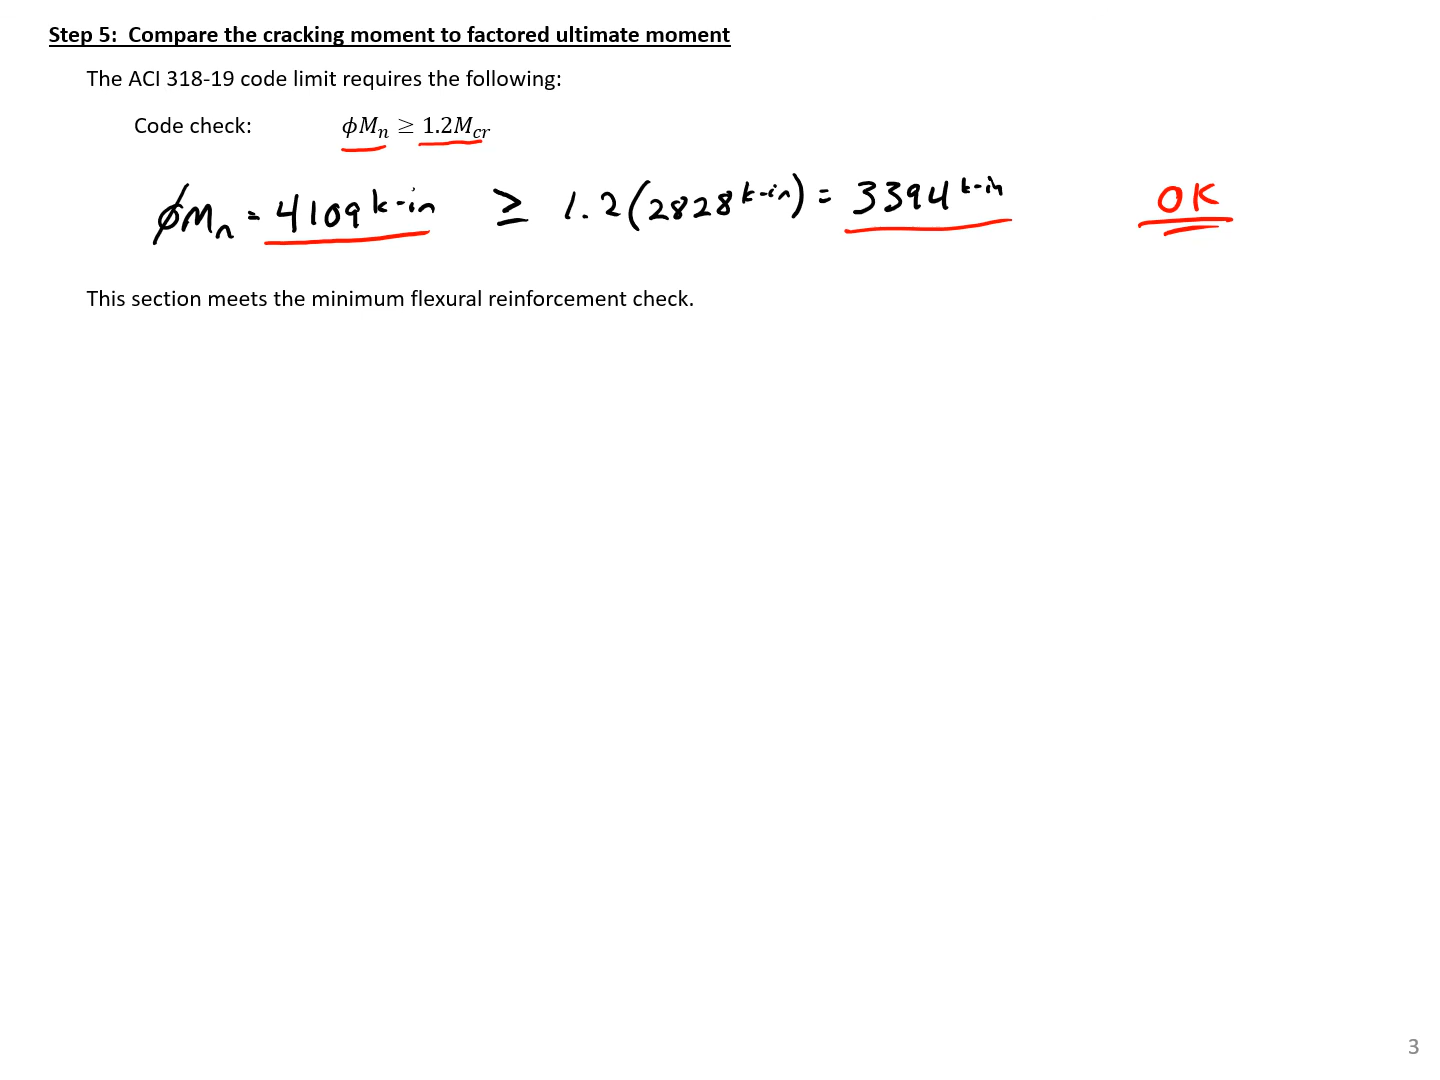 Step 5: Compare the cracking moment to factored ultimate moment
The ACI 318-19 code limit requires the following:
Code check: ϕMₙ ≥ 1.2M_cr
ϕMₙ = 4109 k-in ≥ 1.2(2828 k-in) = 3394 k-in OK
This section meets the minimum flexural reinforcement check.
3